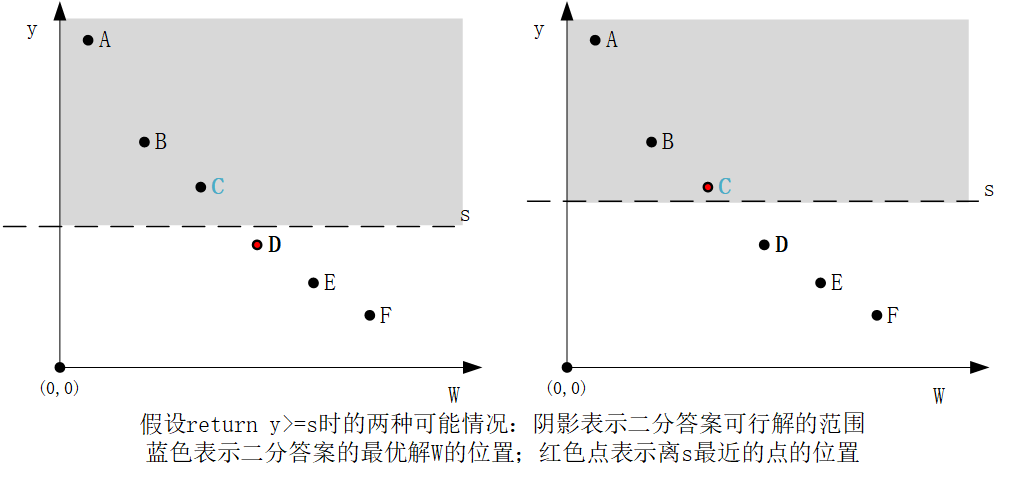 y
A
B
C
s
D
E
F
(0,0)
W
y
A
B
C
s
D
E
F
(0,0)
W
假设return y>=s时的两种可能情况：阴影表示二分答案可行解的范围
蓝色表示二分答案的最优解W的位置；红色点表示离s最近的点的位置